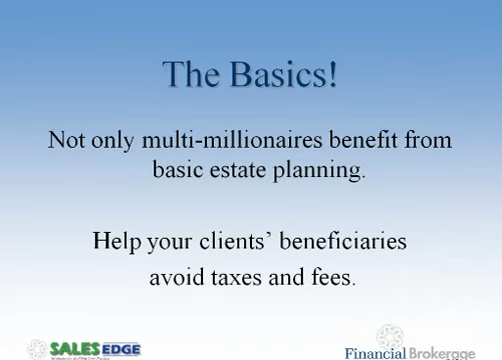 The Basics!
Not only multi-millionaires benefit from
basic estate planning.
Help your clients’ beneficiaries
avoid taxes and fees.
SALES EDGE
Financial Brokerage